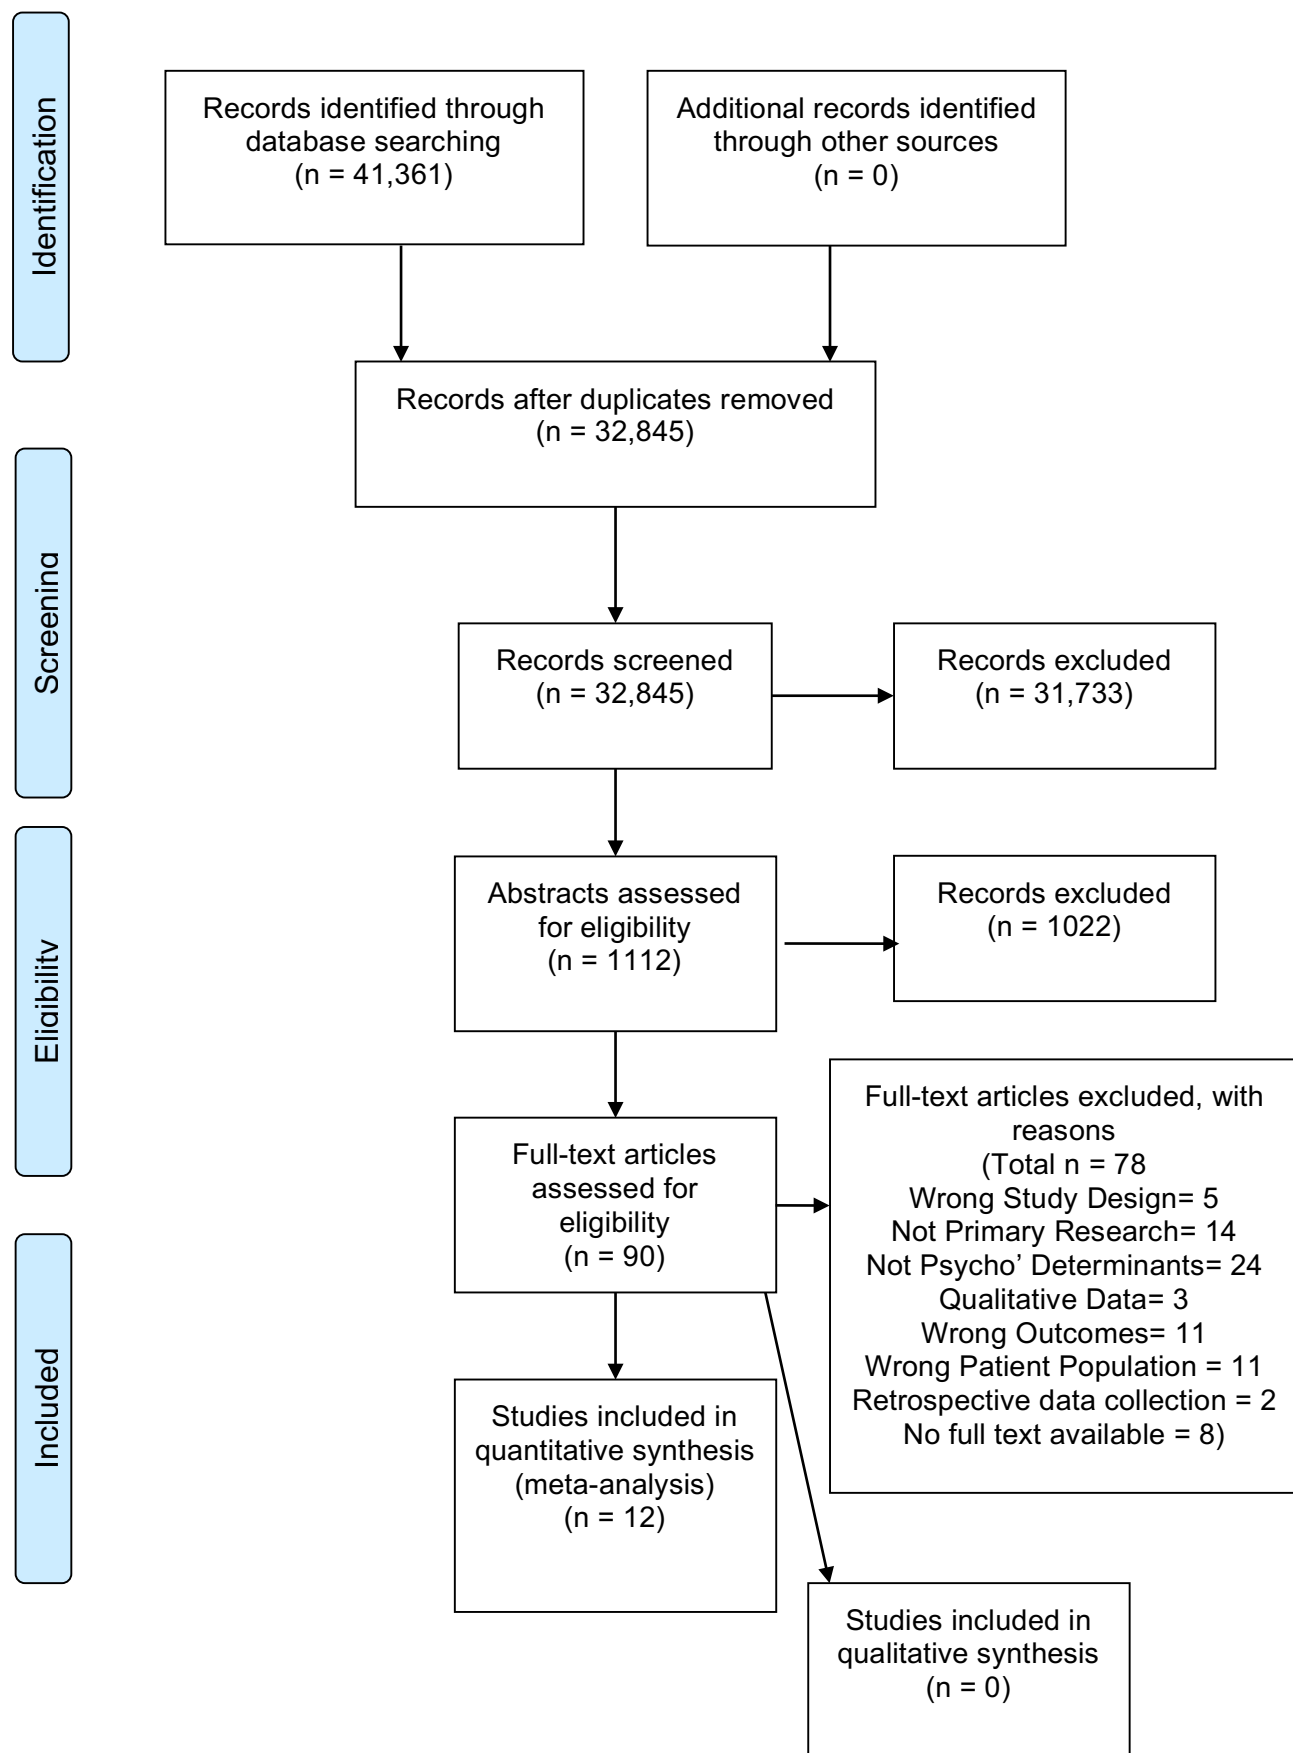 Identification
Records identified through
database searching
(n = 41,361)
Additional records identified
through other sources
(n = 0)
Records after duplicates removed
(n = 32,845)
Screening
Records screened
(n = 32,845)
Records excluded
(n = 31,733)
Eligibility
Abstracts assessed
for eligibility
(n = 1112)
Records excluded
(n = 1022)
Full-text articles
assessed for
eligibility
(n = 90)
Full-text articles excluded, with
reasons
(Total n = 78
Wrong Study Design= 5
Not Primary Research= 14
Not Psycho’ Determinants= 24
Qualitative Data= 3
Wrong Outcomes= 11
Wrong Patient Population = 11
Retrospective data collection = 2
No full text available = 8)
Included
Studies included in
quantitative synthesis
(meta-analysis)
(n = 12)
Studies included in
qualitative synthesis
(n = 0)